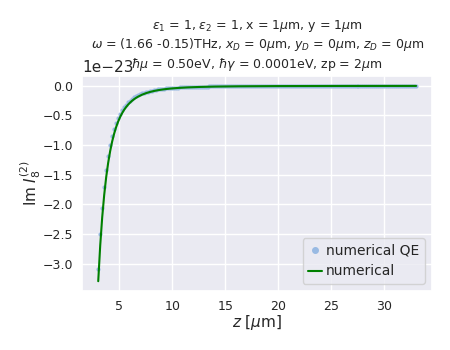 ε₁ = 1, ε₂ = 1, x = 1μm, y = 1μm
ω = (1.66 -0.15)THz, x_D = 0μm, y_D = 0μm, z_D = 0μm
ℏμ = 0.50eV, ℏγ = 0.0001eV, zp = 2μm
1e−23
0.0
−0.5
−1.0
−1.5
−2.0
−2.5
−3.0
Im I₈⁽²⁾
numerical QE
numerical
5 10 15 20 25 30
z [μm]